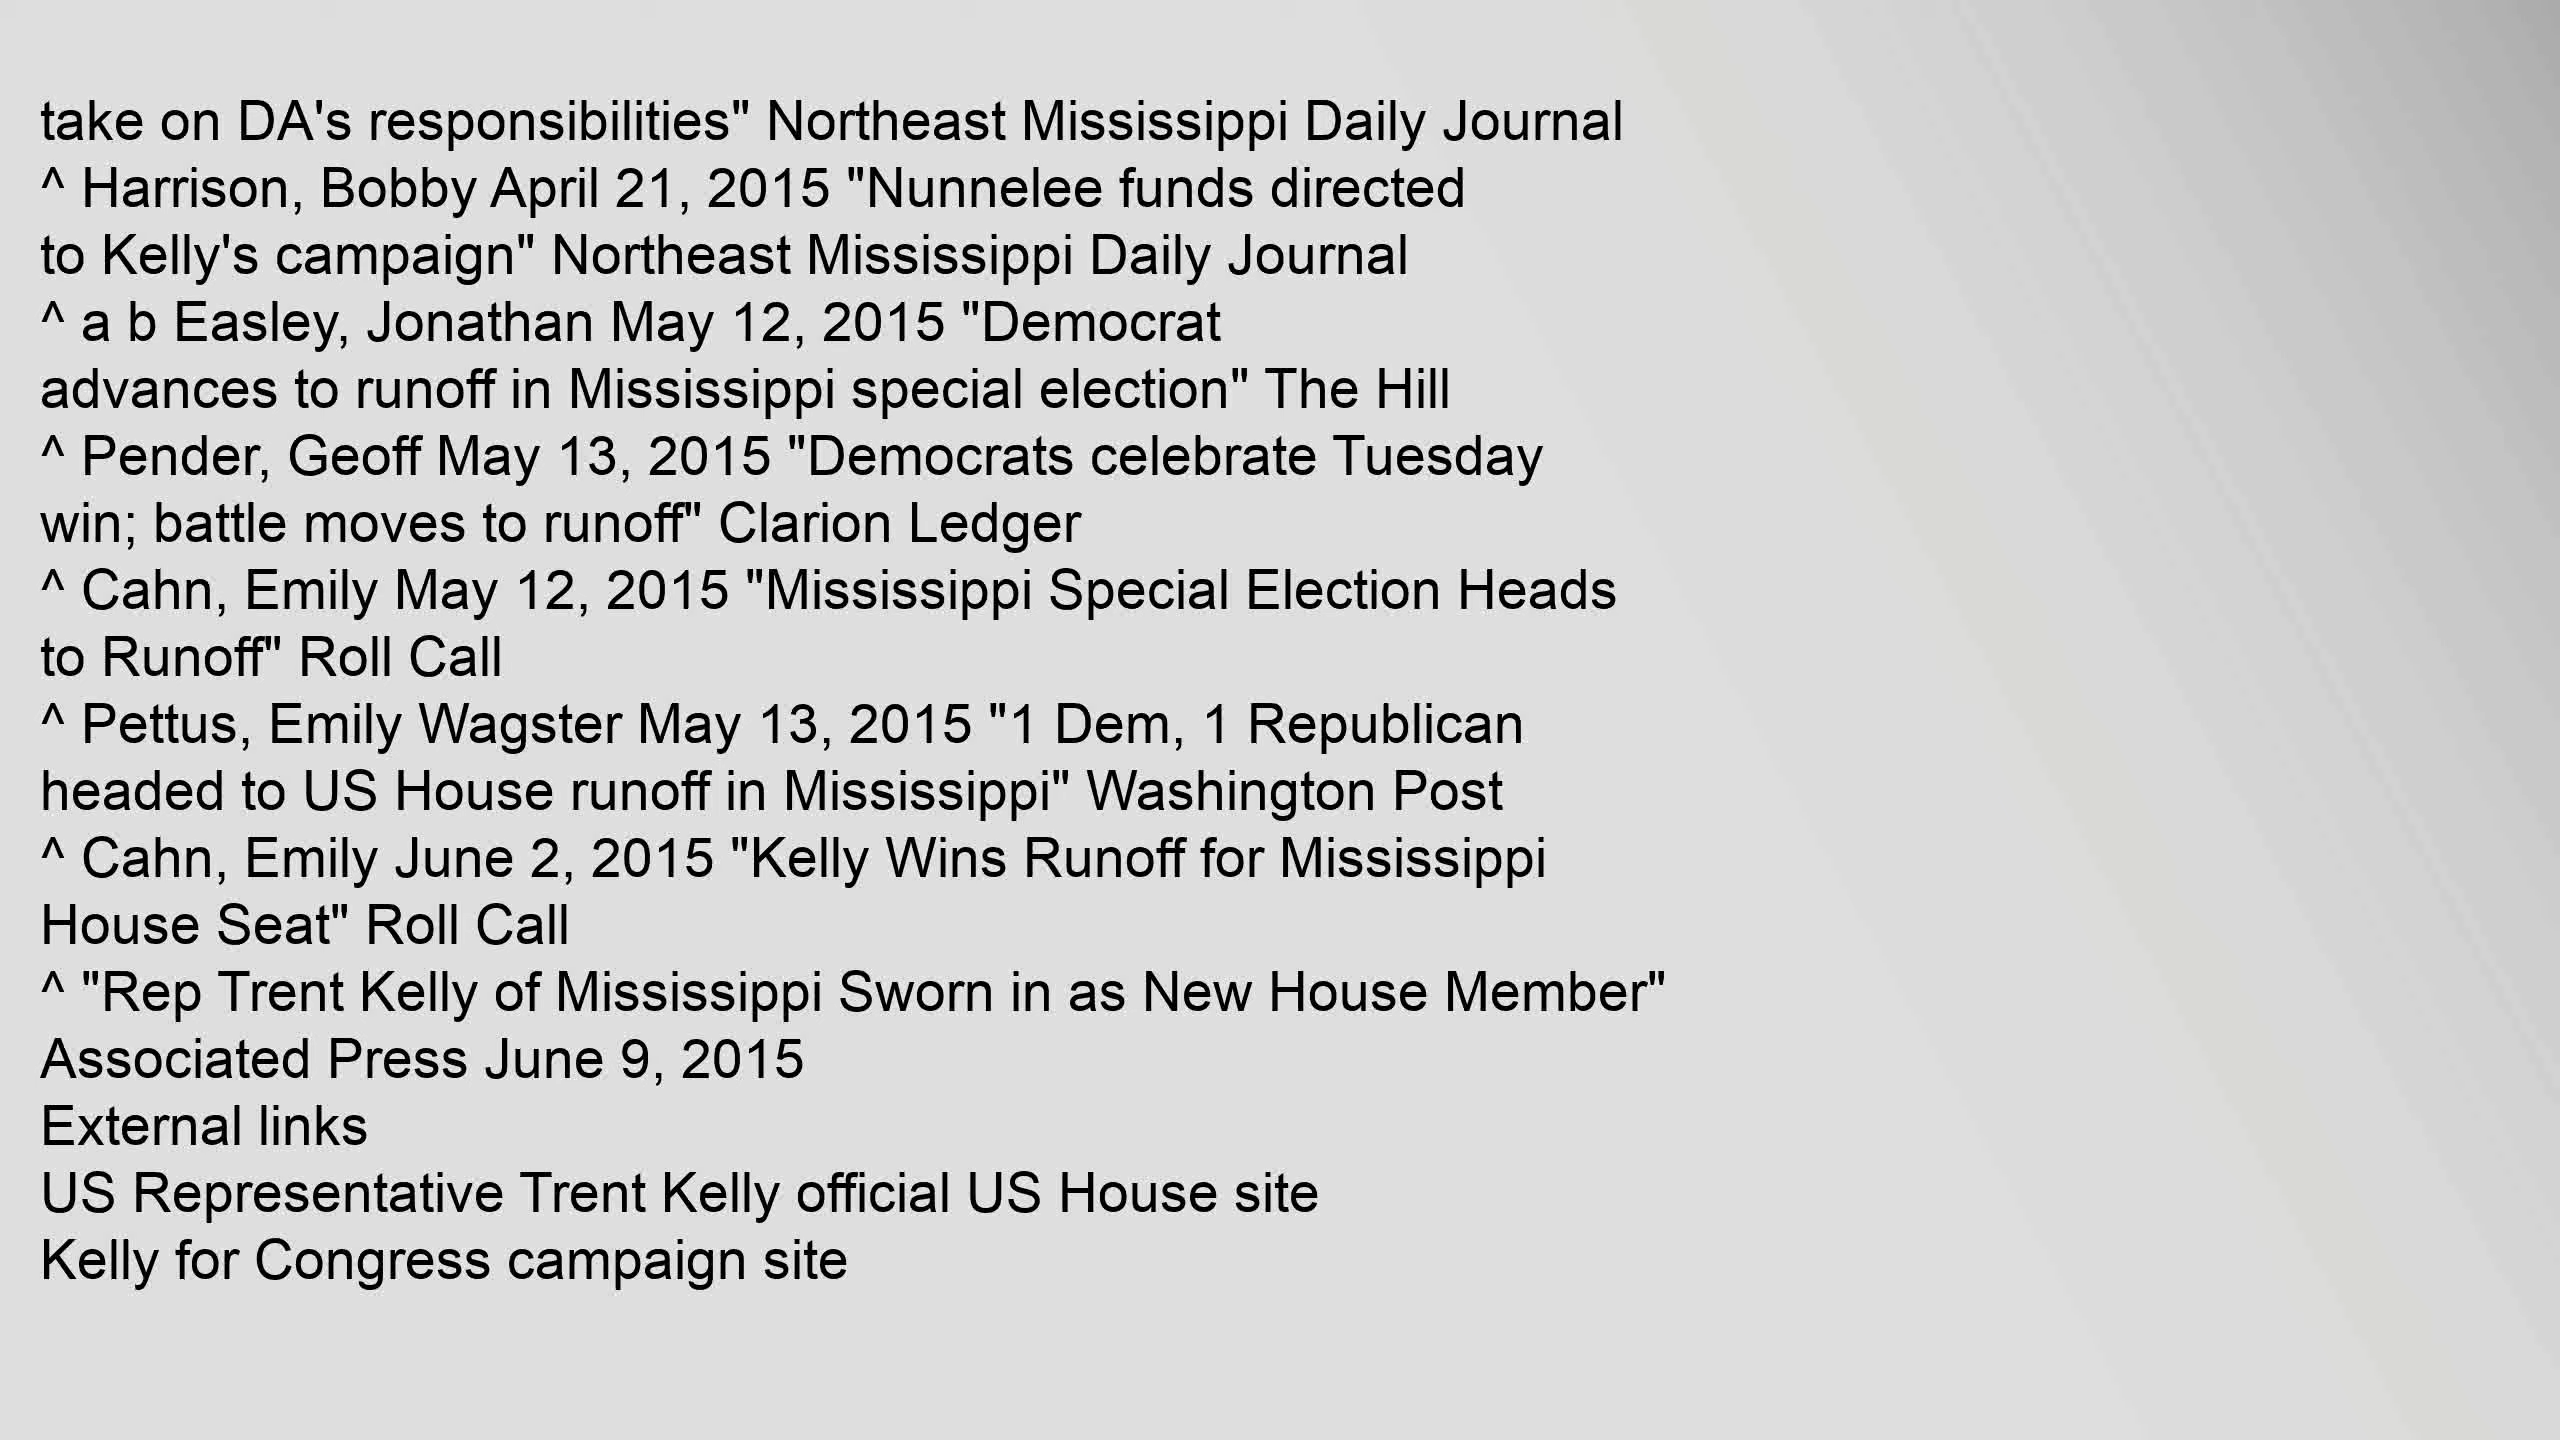 take on DA's responsibilities" Northeast Mississippi Daily Journal
^ Harrison, Bobby April 21, 2015 "Nunnelee funds directed
to Kelly's campaign" Northeast Mississippi Daily Journal
^ a b Easley, Jonathan May 12, 2015 "Democrat
advances to runoff in Mississippi special election" The Hill
^ Pender, Geoff May 13, 2015 "Democrats celebrate Tuesday
win; battle moves to runoff" Clarion Ledger
^ Cahn, Emily May 12, 2015 "Mississippi Special Election Heads
to Runoff" Roll Call
^ Pettus, Emily Wagster May 13, 2015 "1 Dem, 1 Republican
headed to US House runoff in Mississippi" Washington Post
^ Cahn, Emily June 2, 2015 "Kelly Wins Runoff for Mississippi
House Seat" Roll Call
^ "Rep Trent Kelly of Mississippi Sworn in as New House Member"
Associated Press June 9, 2015
External links
US Representative Trent Kelly official US House site
Kelly for Congress campaign site